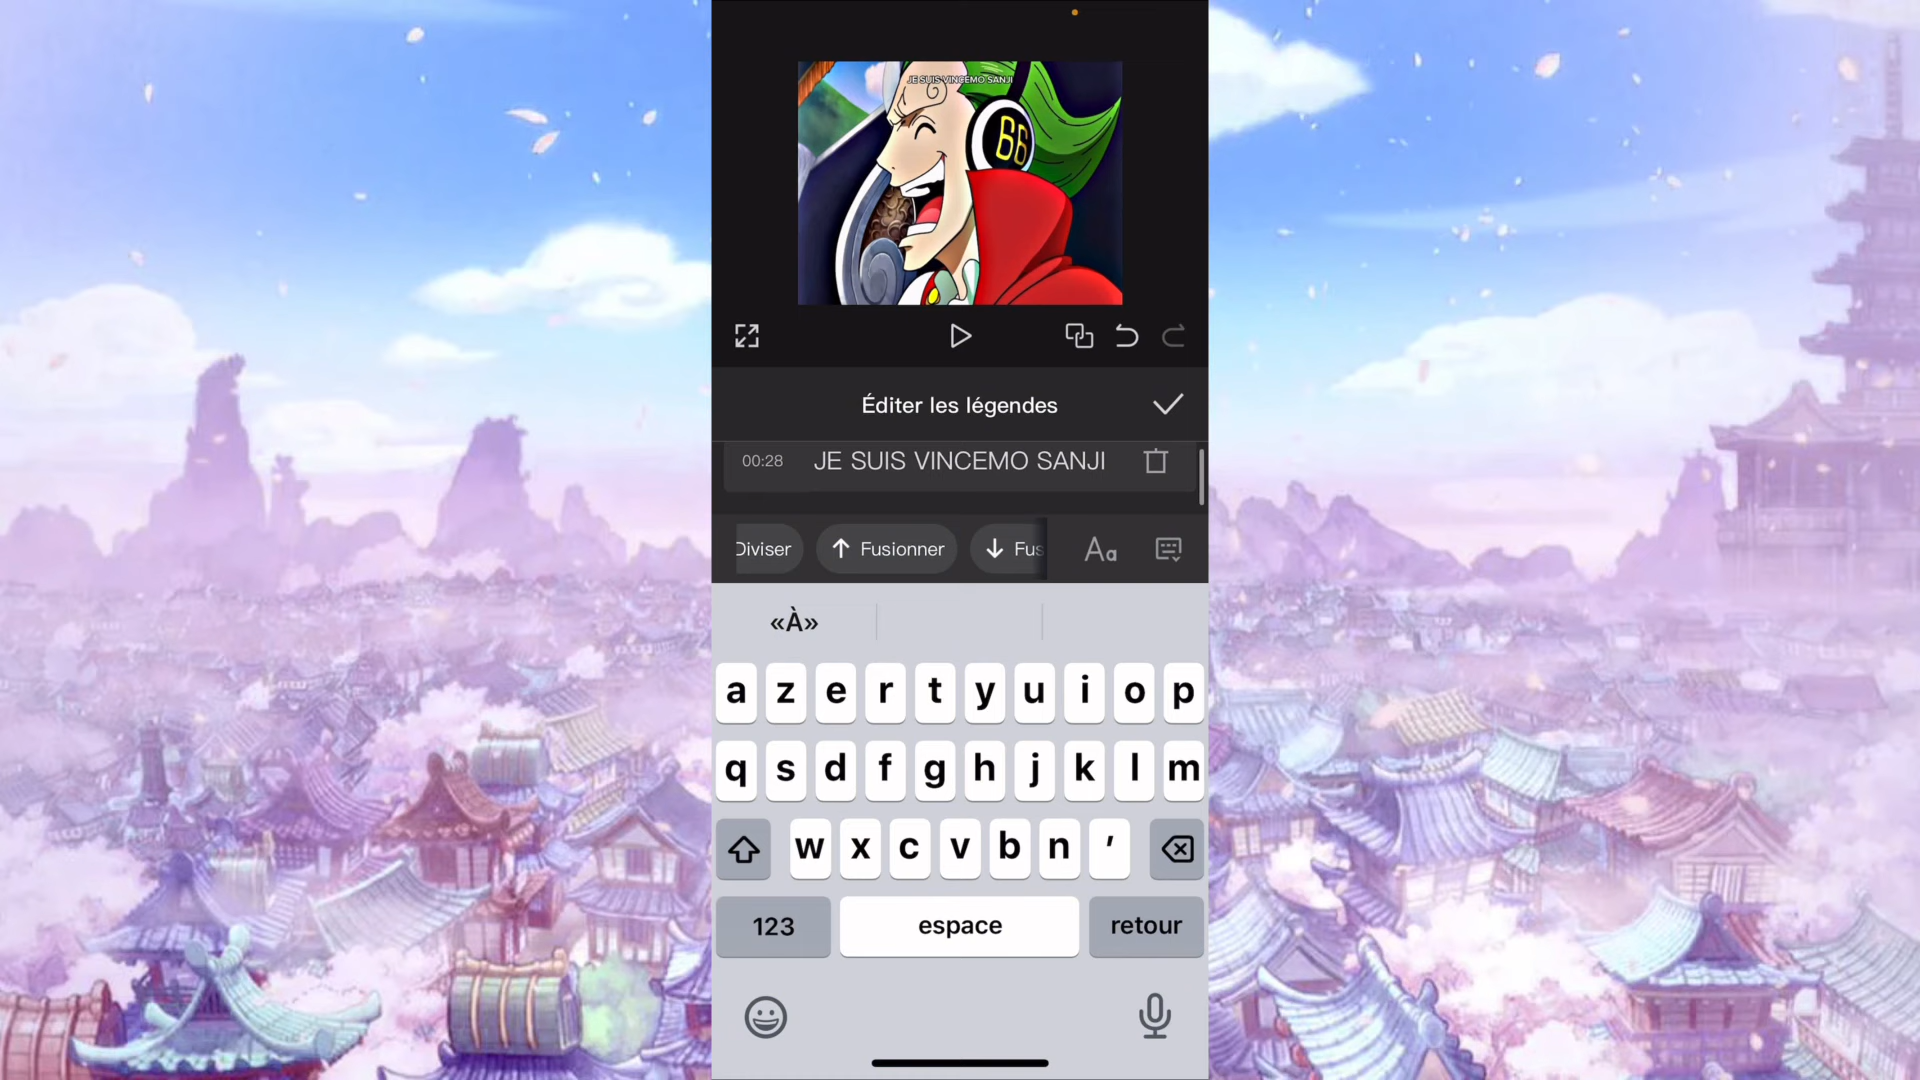 JE SUIS VINCEMO SANJI
66
Éditer les légendes
00:28 JE SUIS VINCEMO SANJI
Diviser Fusionner Fus Aa
«À»
a z e r t y u i o p
q s d f g h j k l m
w x c v b n '
123 espace retour